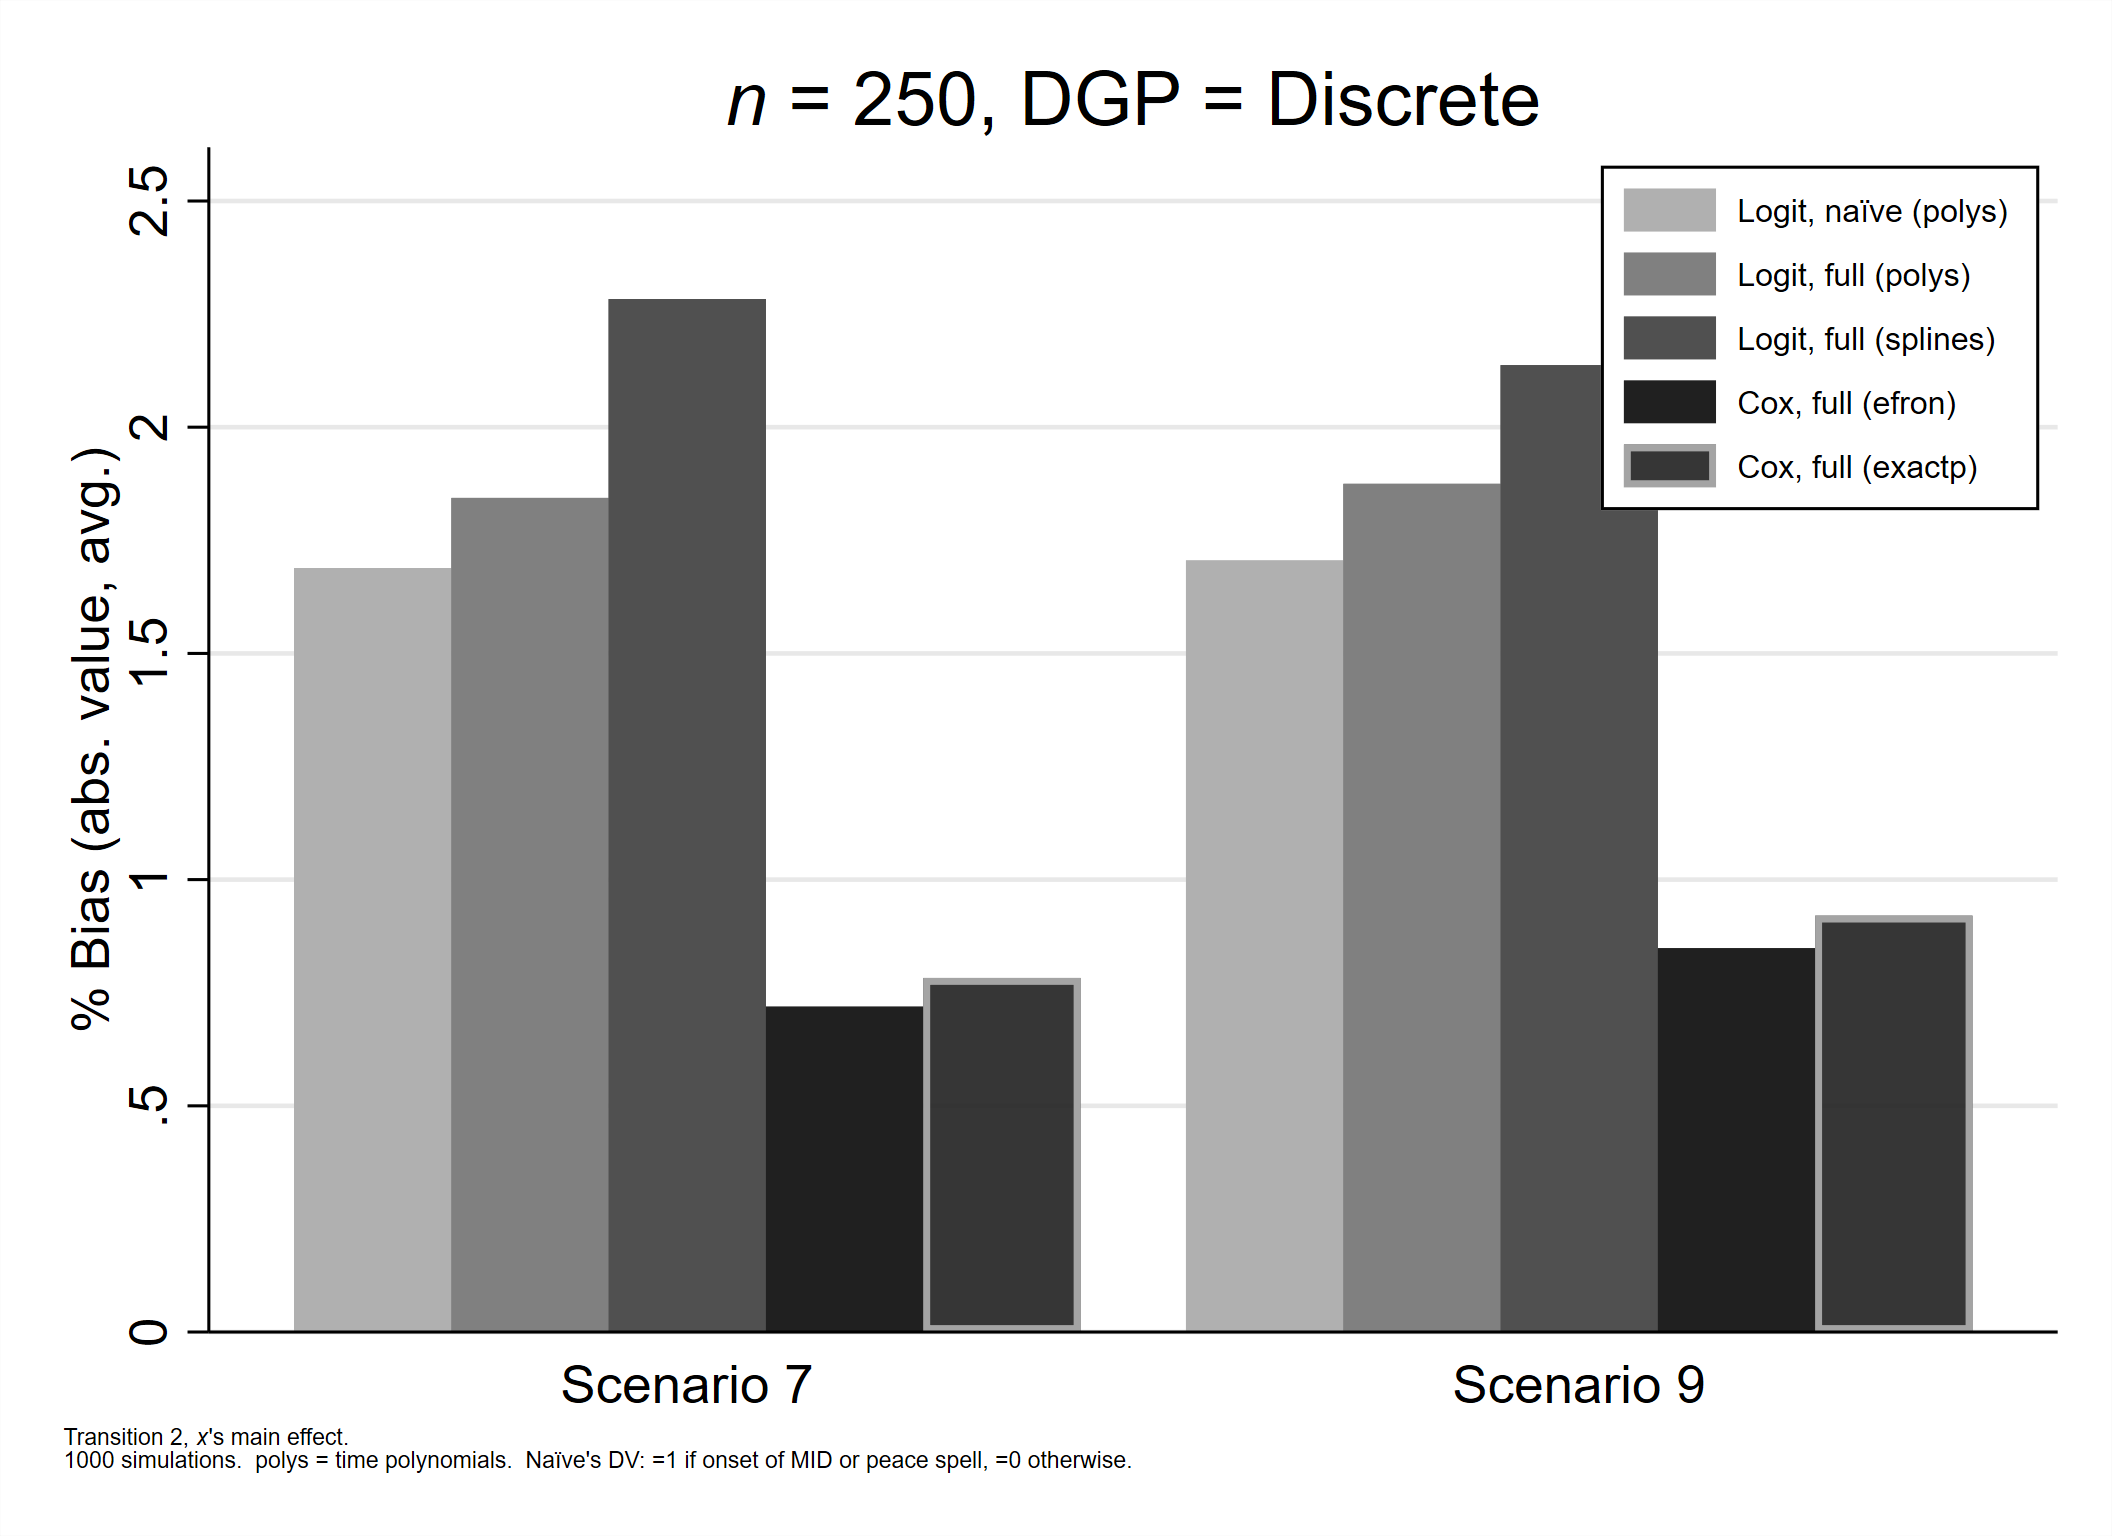 n = 250, DGP = Discrete
% Bias (abs. value, avg.)
2.5
2
1.5
1
.5
0
Logit, naïve (polys)
Logit, full (polys)
Logit, full (splines)
Cox, full (efron)
Cox, full (exactp)
Scenario 7
Scenario 9
Transition 2, x's main effect.
1000 simulations.  polys = time polynomials.  Naïve's DV: =1 if onset of MID or peace spell, =0 otherwise.